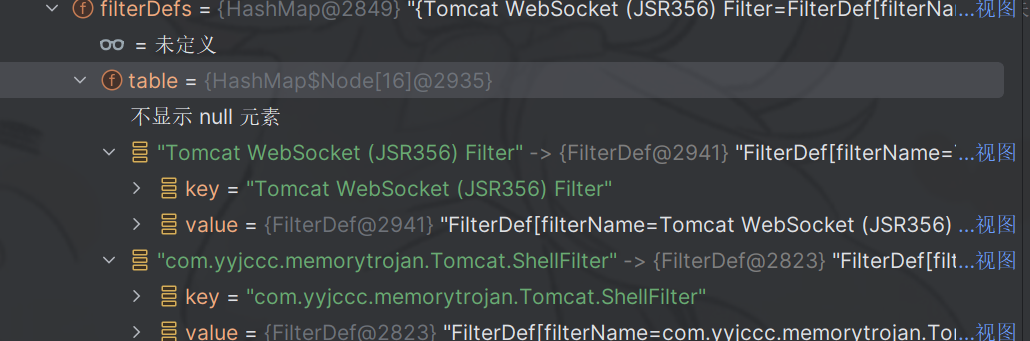 filterDefs = {HashMap@2849} "{Tomcat WebSocket (JSR356) Filter=FilterDef[filterNa...视图
= 未定义
table = {HashMap$Node[16]@2935}
不显示 null 元素
"Tomcat WebSocket (JSR356) Filter" -> {FilterDef@2941} "FilterDef[filterName=...视图
key = "Tomcat WebSocket (JSR356) Filter"
value = {FilterDef@2941} "FilterDef[filterName=Tomcat WebSocket (JSR356) ...视图
"com.yyjccc.memorytrojan.Tomcat.ShellFilter" -> {FilterDef@2823} "FilterDef[filt...视图
key = "com.yyjccc.memorytrojan.Tomcat.ShellFilter"
value = {FilterDef@2823} "FilterDef[filterName=com.yyjccc.memorytrojan.Tom...视图